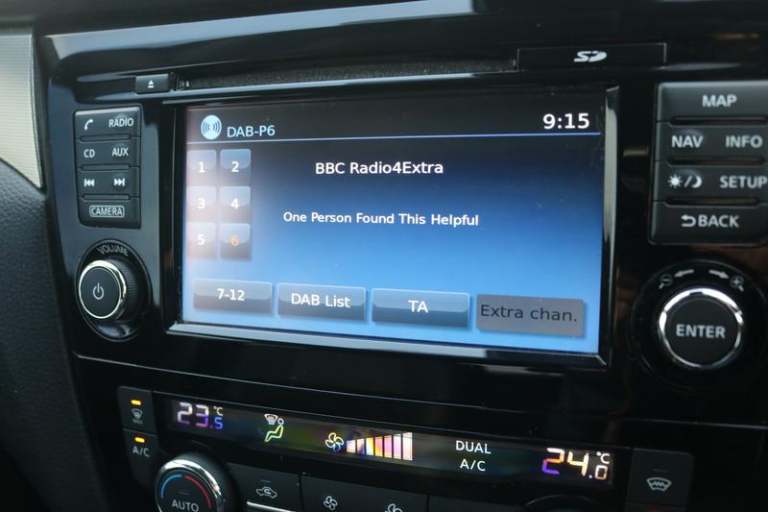 SD
RADIO
CD AUX
CAMERA
VOLUME
DAB-P6
9:15
1 2
3 4
5 6
BBC Radio4Extra
One Person Found This Helpful
7-12
DAB List
TA
Extra chan.
MAP
NAV INFO
SETUP
BACK
ENTER
23.5°C
DUAL
A/C
24.0°C
A/C
AUTO